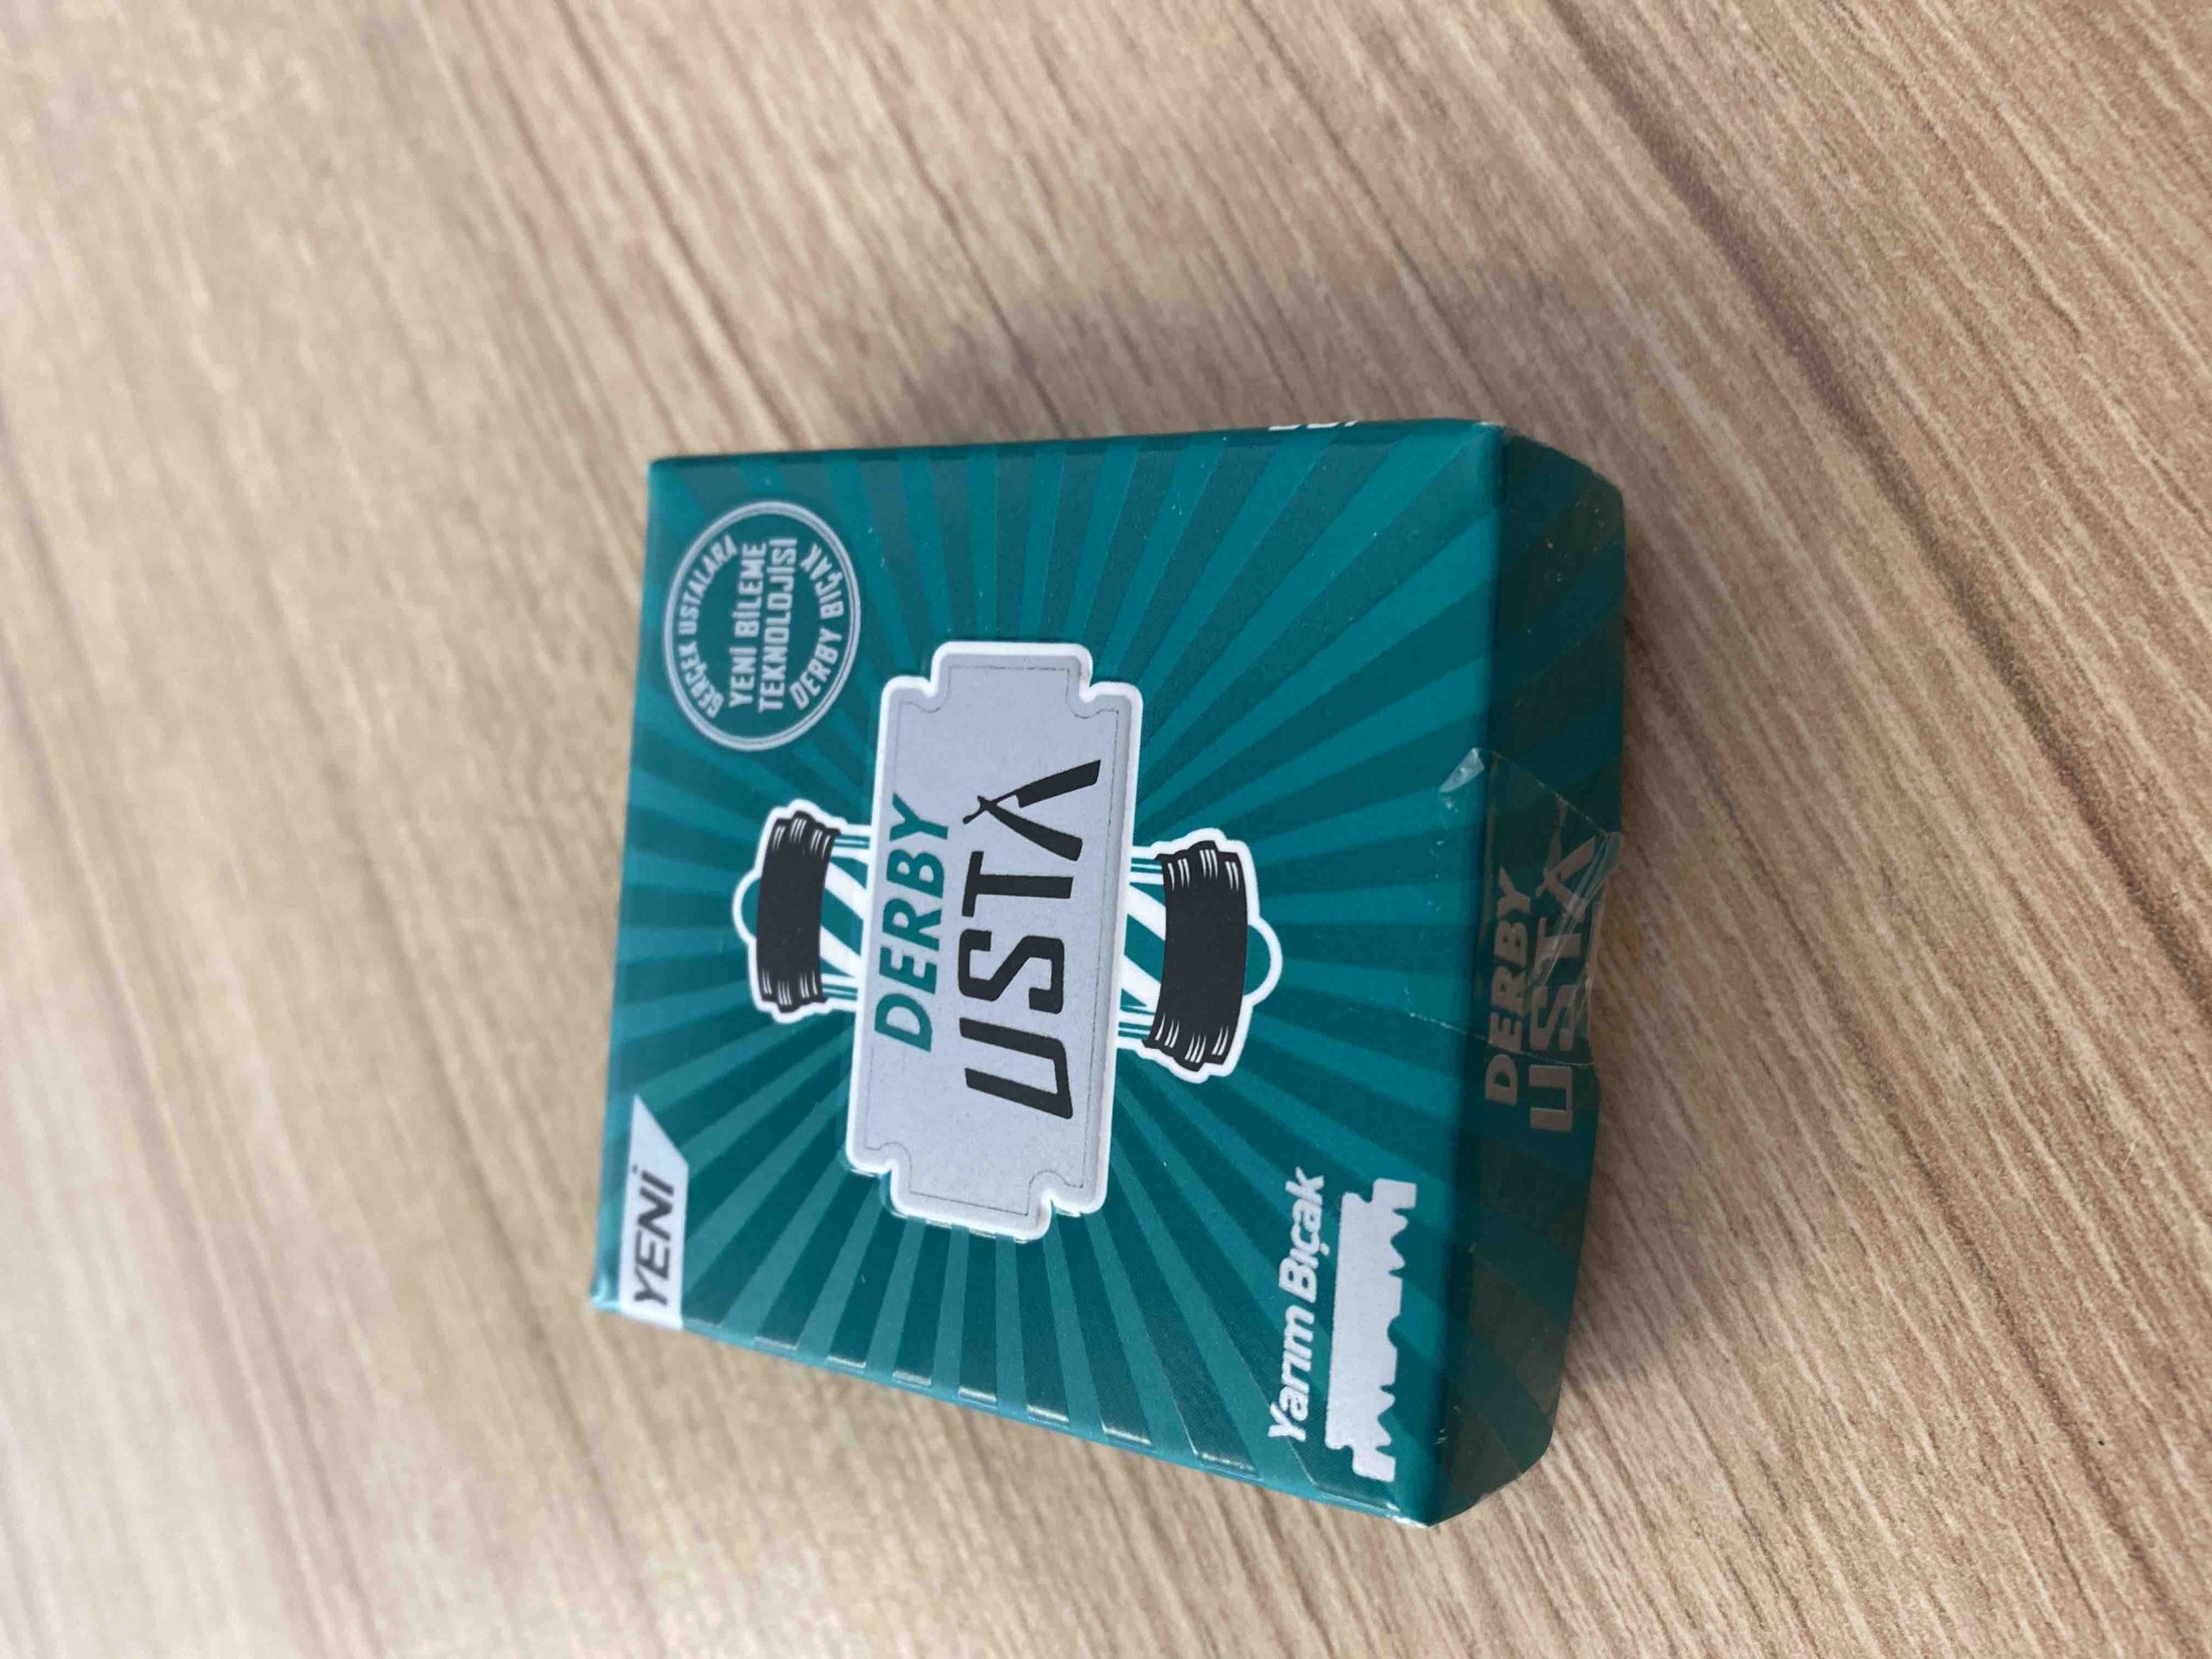 YENİ
GERÇEK USTALARA
YENİ BİLEME
TEKNOLOJİSİ
DERBY BIÇAK
DERBY
USTA
Yarım Bıçak
DERBY
USTA